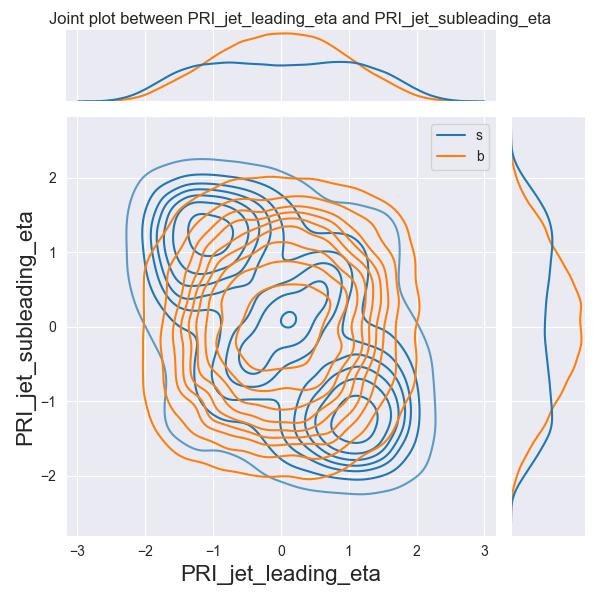 Joint plot between PRI_jet_leading_eta and PRI_jet_subleading_eta
s
b
2
1
0
−1
−2
PRI_jet_subleading_eta
−3
−2
−1
0
1
2
3
PRI_jet_leading_eta